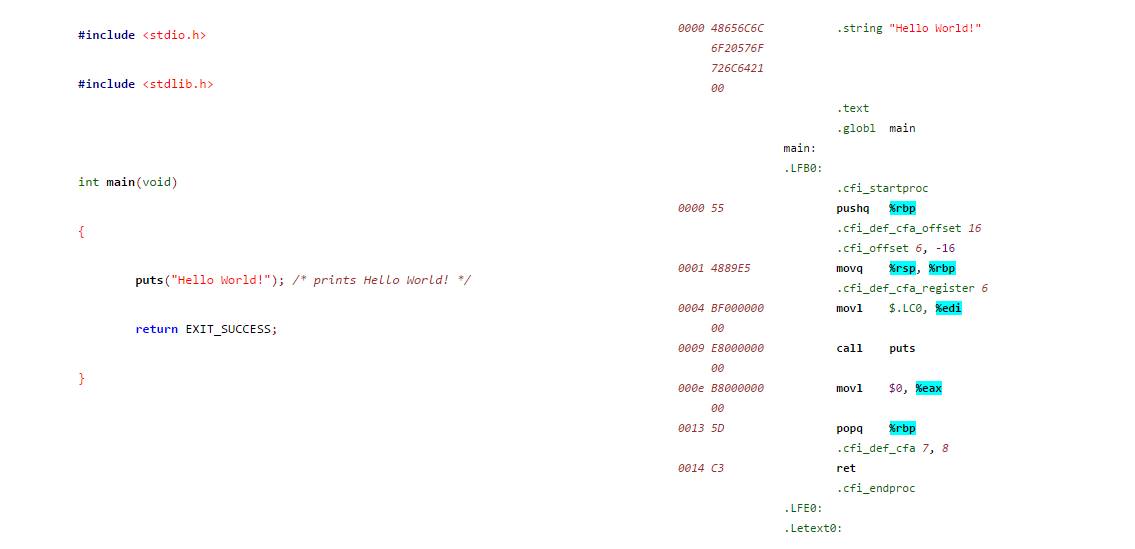 #include <stdio.h>
#include <stdlib.h>
int main(void)
{
puts("Hello World!"); /* prints Hello World! */
return EXIT_SUCCESS;
}
0000 48656C6C .string "Hello World!"
6F20576F
726C6421
00
.text
.globl main
main:
.LFB0:
.cfi_startproc
0000 55 pushq %rbp
.cfi_def_cfa_offset 16
.cfi_offset 6, -16
0001 4889E5 movq %rsp, %rbp
.cfi_def_cfa_register 6
0004 BF000000 movl $.LC0, %edi
00
0009 E8000000 call puts
00
000e B8000000 movl $0, %eax
00
0013 5D popq %rbp
.cfi_def_cfa 7, 8
0014 C3 ret
.cfi_endproc
.LFE0:
.Letext0: